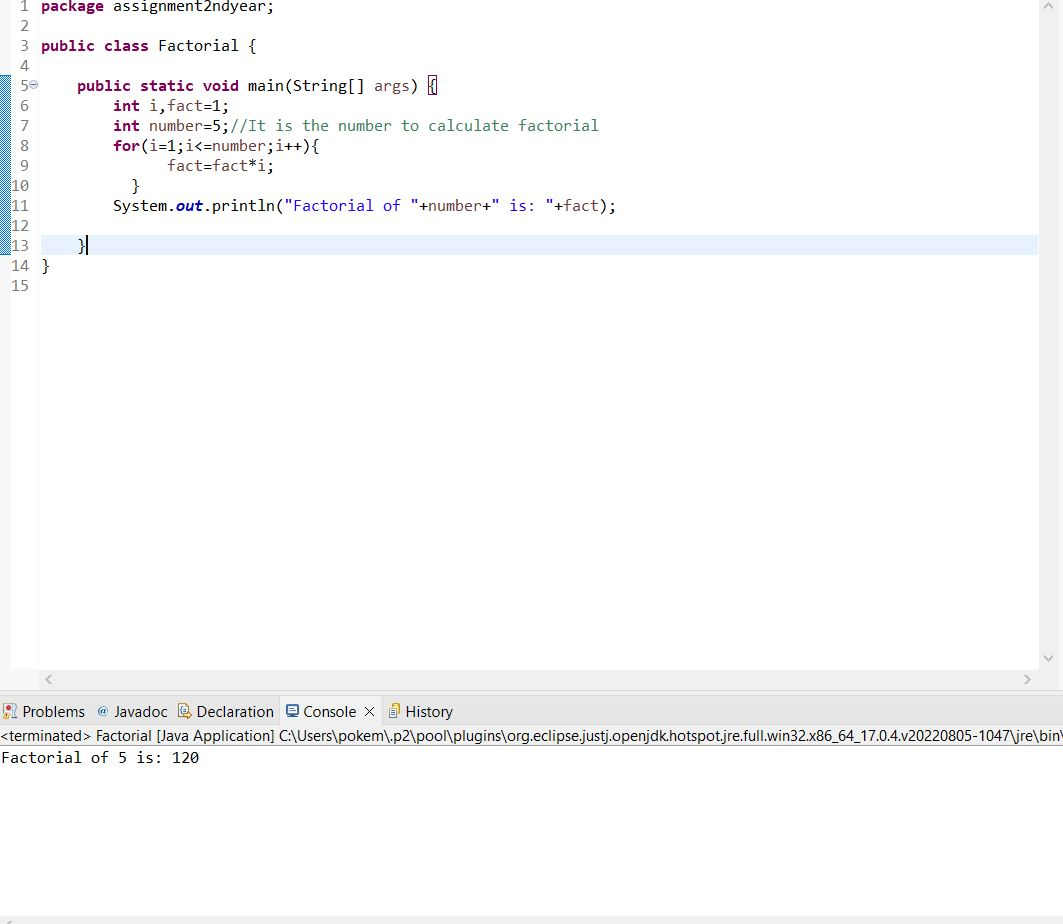 1 package assignment2ndyear;
2
3 public class Factorial {
4
5 public static void main(String[] args) {
6 int i,fact=1;
7 int number=5;//It is the number to calculate factorial
8 for(i=1;i<=number;i++){
9 fact=fact*i;
10 }
11 System.out.println("Factorial of "+number+" is: "+fact);
12
13 }
14 }
15
Problems @ Javadoc Declaration Console History
<terminated> Factorial [Java Application] C:\Users\pokem\.p2\pool\plugins\org.eclipse.justj.openjdk.hotspot.jre.full.win32.x86_64_17.0.4.v20220805-1047\jre\bin\
Factorial of 5 is: 120